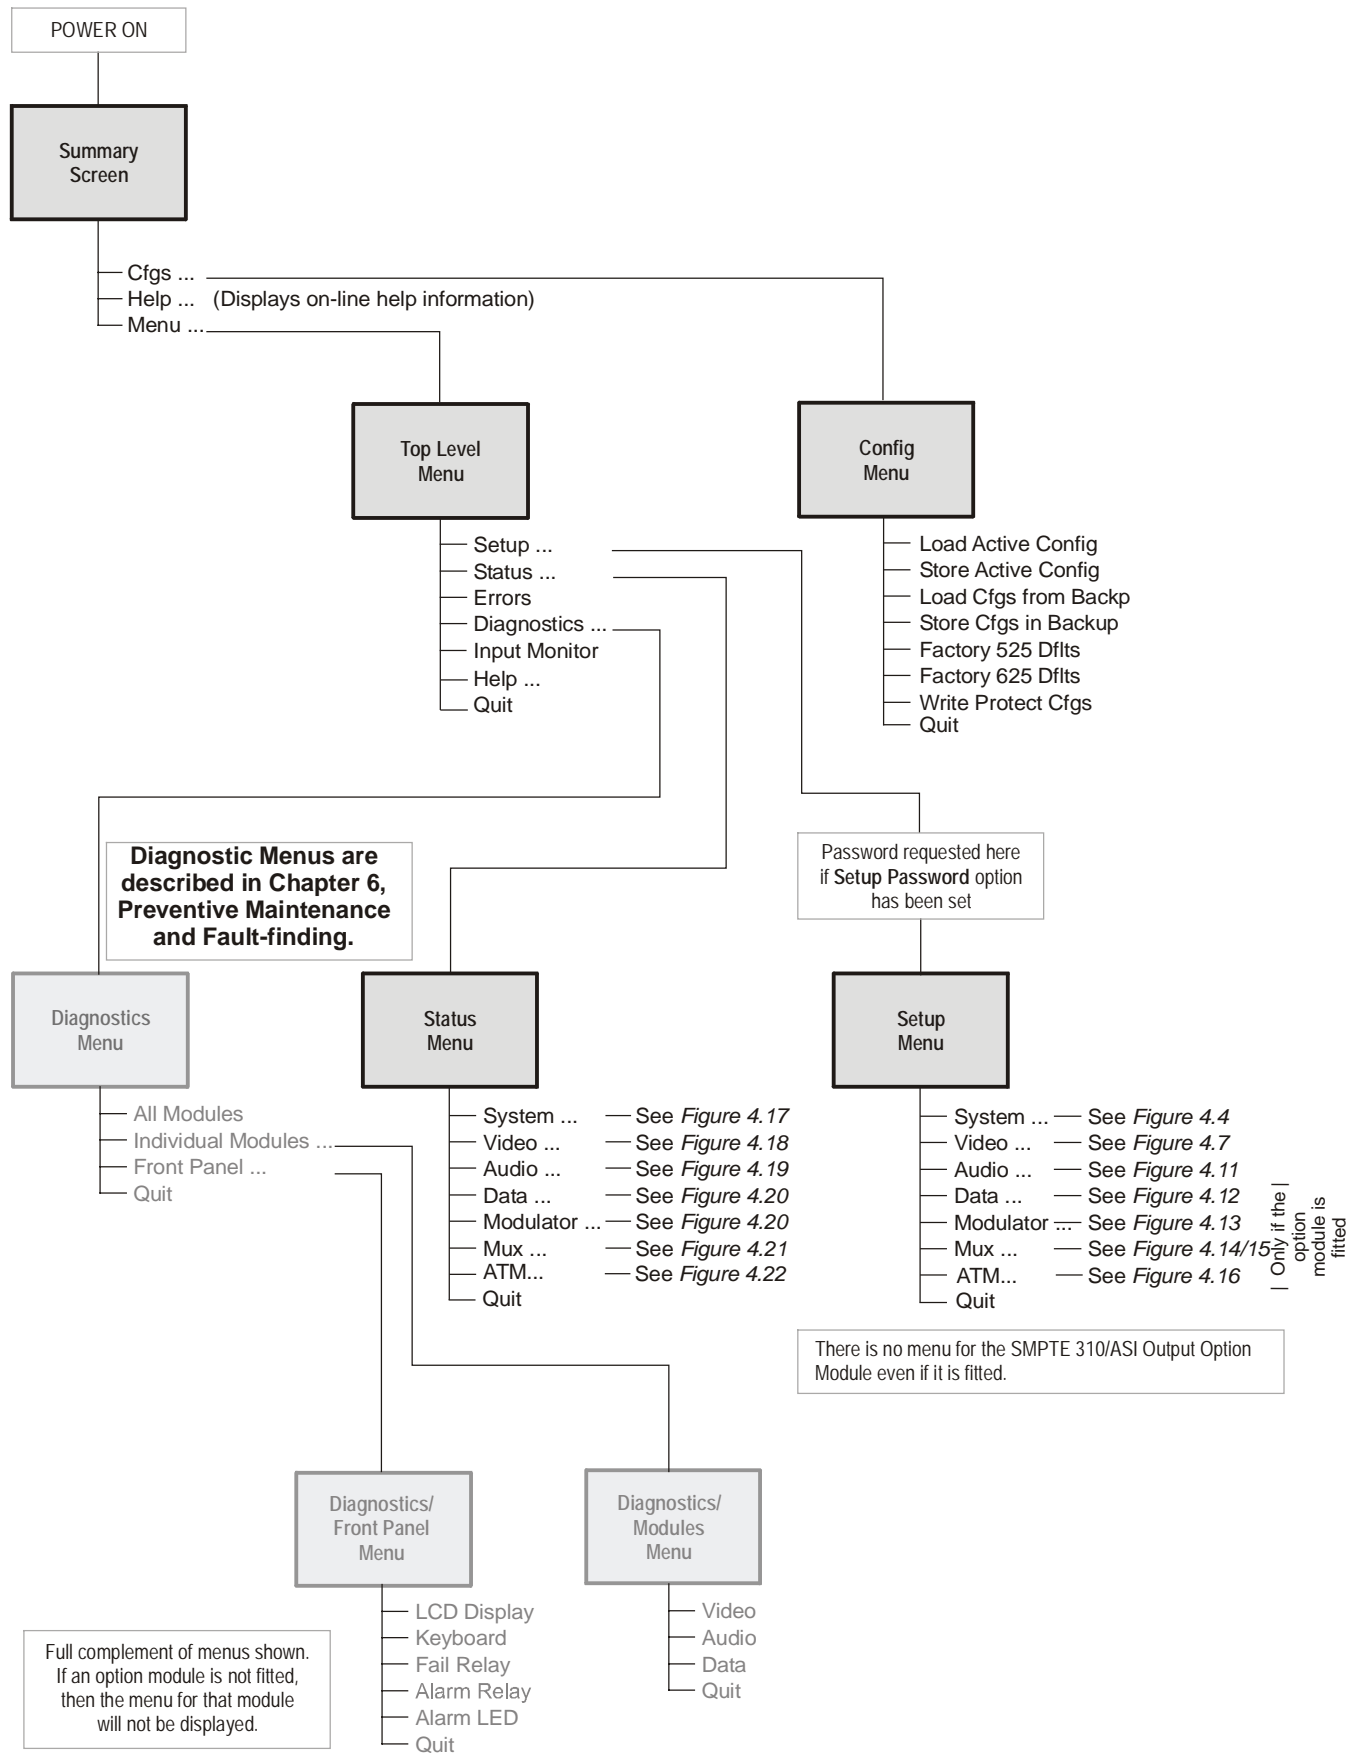 POWER ON
Summary
Screen
Cfgs ...
Help ... (Displays on-line help information)
Menu ...
Top Level
Menu
Setup ...
Status ...
Errors
Diagnostics ...
Input Monitor
Help ...
Quit
Config
Menu
Load Active Config
Store Active Config
Load Cfgs from Backp
Store Cfgs in Backup
Factory 525 Dflts
Factory 625 Dflts
Write Protect Cfgs
Quit
Diagnostic Menus are
described in Chapter 6,
Preventive Maintenance
and Fault-finding.
Password requested here
if Setup Password option
has been set
Diagnostics
Menu
All Modules
Individual Modules ...
Front Panel ...
Quit
Status
Menu
System ... See Figure 4.17
Video ... See Figure 4.18
Audio ... See Figure 4.19
Data ... See Figure 4.20
Modulator ... See Figure 4.20
Mux ... See Figure 4.21
ATM... See Figure 4.22
Quit
Setup
Menu
System ... See Figure 4.4
Video ... See Figure 4.7
Audio ... See Figure 4.11
Data ... See Figure 4.12
Modulator ... See Figure 4.13
Mux ... See Figure 4.14/15
ATM... See Figure 4.16
Quit
| Only if the |
option
module is
fitted
There is no menu for the SMPTE 310/ASI Output Option
Module even if it is fitted.
Diagnostics/
Front Panel
Menu
LCD Display
Keyboard
Fail Relay
Alarm Relay
Alarm LED
Quit
Diagnostics/
Modules
Menu
Video
Audio
Data
Quit
Full complement of menus shown.
If an option module is not fitted,
then the menu for that module
will not be displayed.